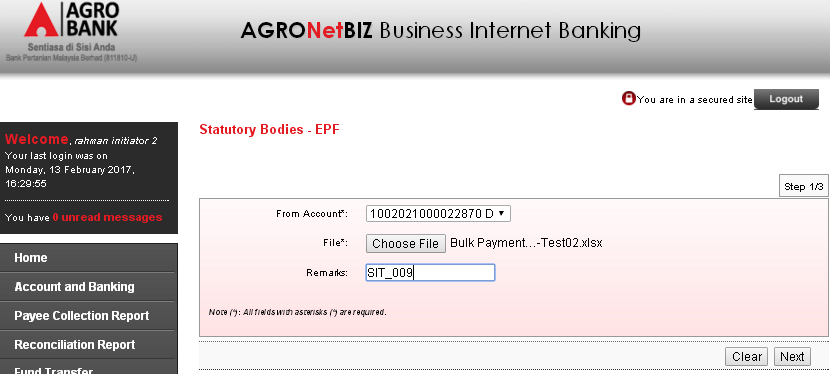 AGRO
BANK
Sentiasa di Sisi Anda
Bank Pertanian Malaysia Berhad (811810-U)
AGRONetBIZ Business Internet Banking
You are in a secured site
Logout
Welcome, rahman initiator 2
Your last login was on
Monday, 13 February 2017,
16:29:55
You have 0 unread messages
Home
Account and Banking
Payee Collection Report
Reconciliation Report
Fund Transfer
Statutory Bodies - EPF
Step 1/3
From Account*: 1002021000022870 D
File*: Choose File Bulk Payment...-Test02.xlsx
Remarks: SIT_009
Note (*): All fields with asterisks (*) are required.
Clear Next